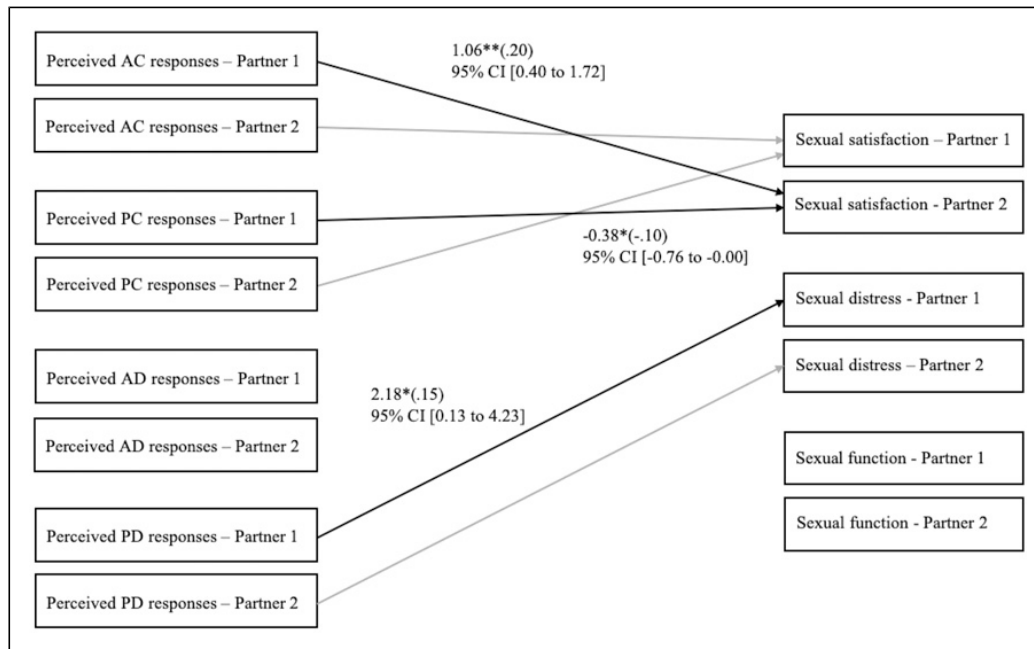 Perceived AC responses – Partner 1
Perceived AC responses – Partner 2
Perceived PC responses – Partner 1
Perceived PC responses – Partner 2
Perceived AD responses – Partner 1
Perceived AD responses – Partner 2
Perceived PD responses – Partner 1
Perceived PD responses – Partner 2
1.06**(.20)
95% CI [0.40 to 1.72]
-0.38*(-.10)
95% CI [-0.76 to -0.00]
2.18*(.15)
95% CI [0.13 to 4.23]
Sexual satisfaction – Partner 1
Sexual satisfaction - Partner 2
Sexual distress - Partner 1
Sexual distress – Partner 2
Sexual function - Partner 1
Sexual function - Partner 2